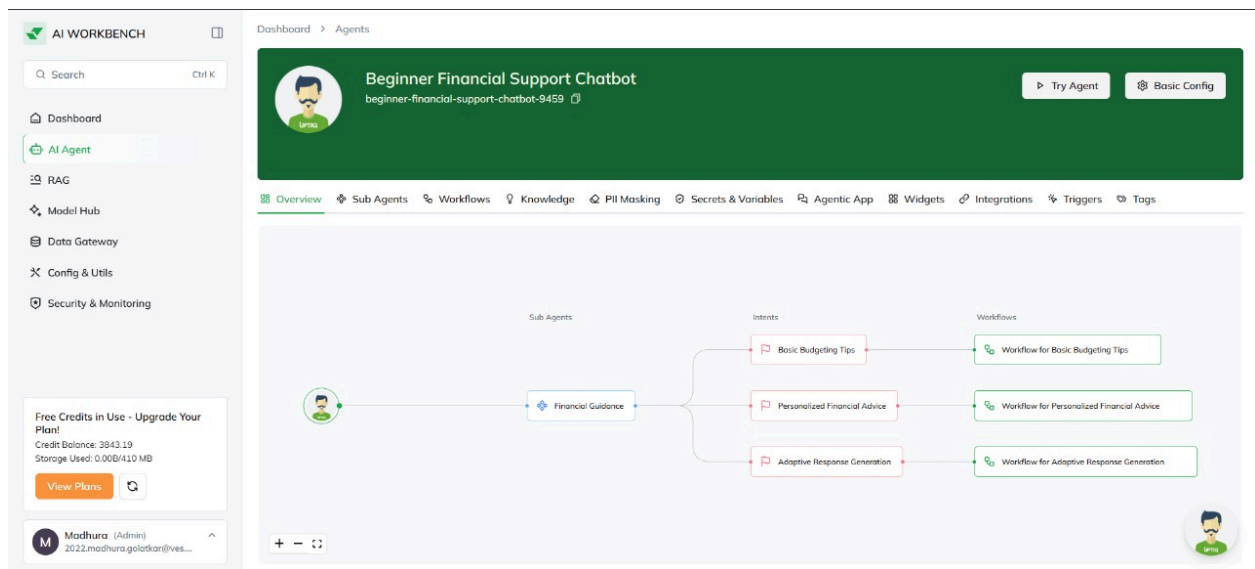 AI WORKBENCH
Search
Ctrl K
Dashboard
AI Agent
RAG
Model Hub
Data Gateway
Config & Utils
Security & Monitoring
Free Credits in Use - Upgrade Your
Plan!
Credit Balance: 3843.19
Storage Used: 0.00B/410 MB
View Plans
M
Madhura (Admin)
2022.madhura.golatkar@ves....
Dashboard > Agents
UPTIQ
Beginner Financial Support Chatbot
beginner-financial-support-chatbot-9459
Try Agent
Basic Config
Overview
Sub Agents
Workflows
Knowledge
PII Masking
Secrets & Variables
Agentic App
Widgets
Integrations
Triggers
Tags
Sub Agents
Intents
Workflows
Basic Budgeting Tips
Workflow for Basic Budgeting Tips
Financial Guidance
Personalized Financial Advice
Workflow for Personalized Financial Advice
Adaptive Response Generation
Workflow for Adaptive Response Generation
UPTIQ